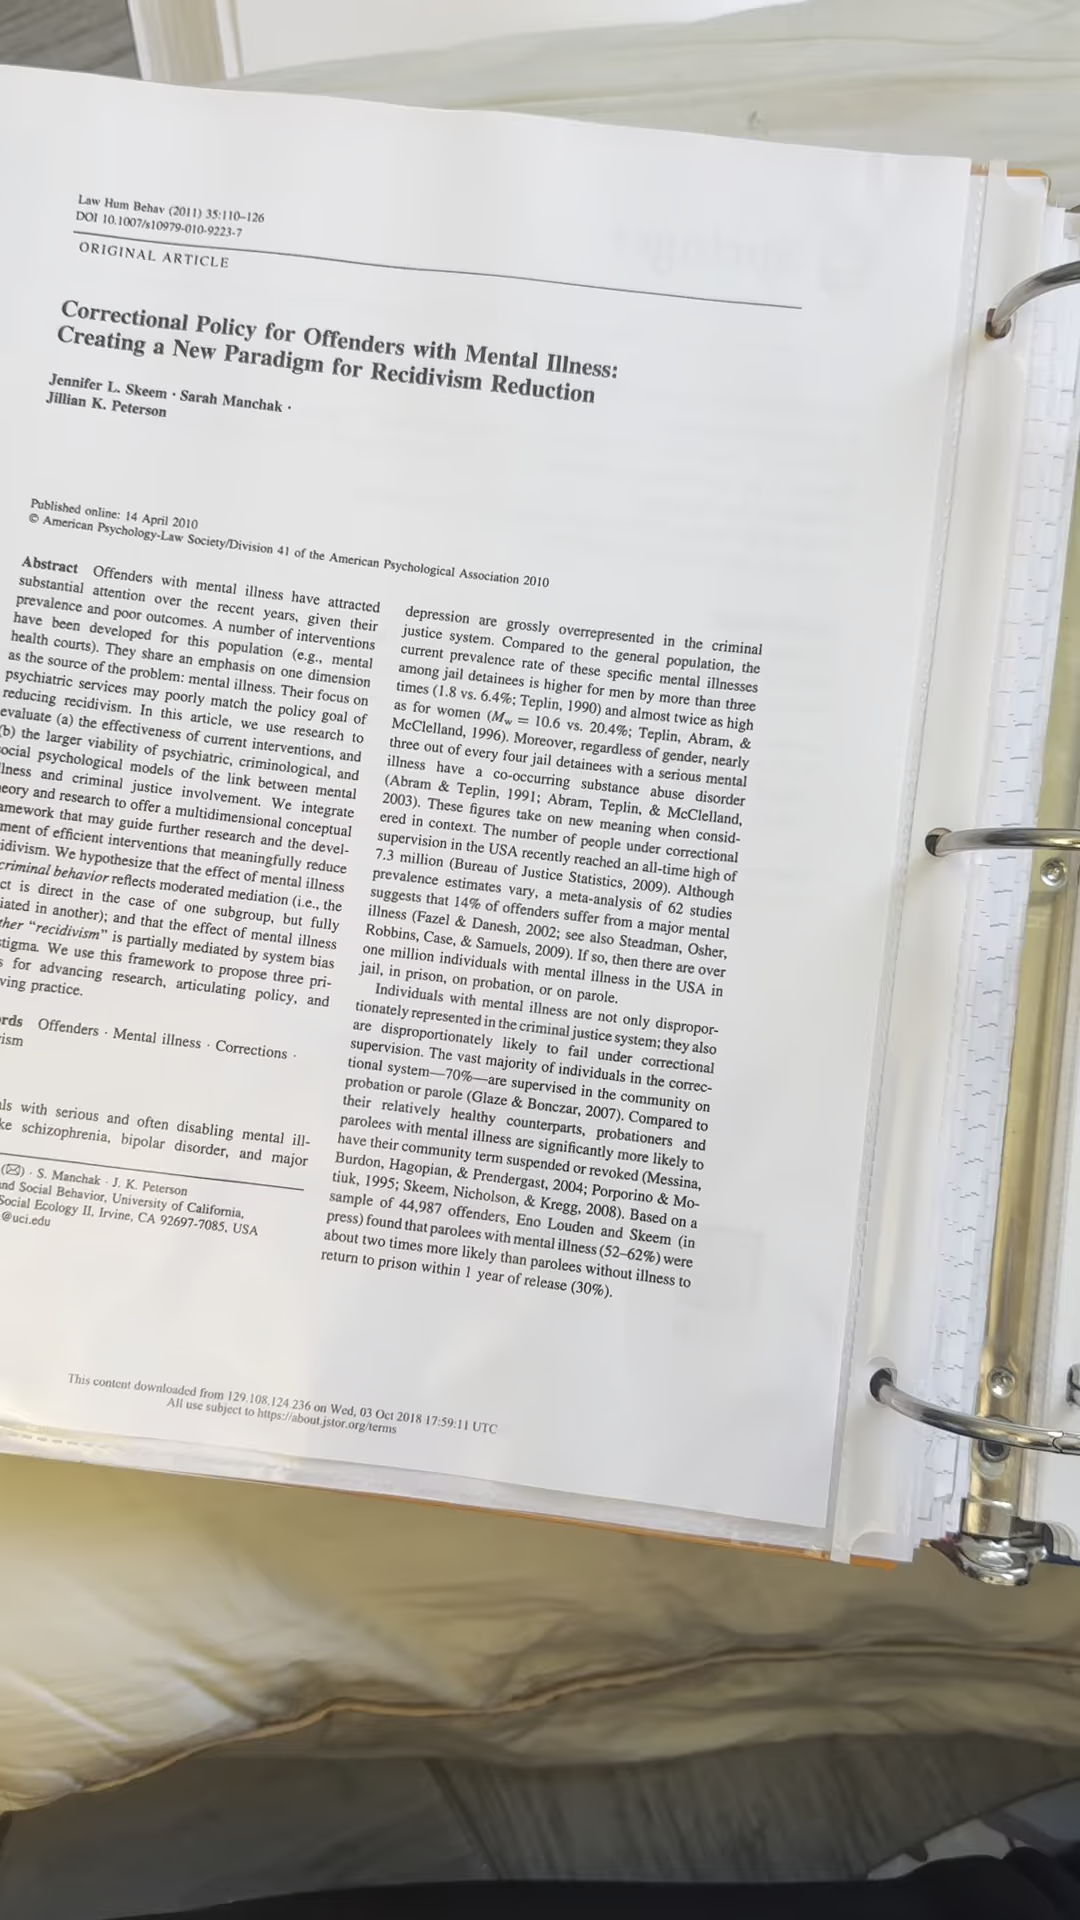 Law Hum Behav (2011) 35:110–126
DOI 10.1007/s10979-010-9223-7
ORIGINAL ARTICLE
Correctional Policy for Offenders with Mental Illness:
Creating a New Paradigm for Recidivism Reduction
Jennifer L. Skeem · Sarah Manchak ·
Jillian K. Peterson
Published online: 14 April 2010
© American Psychology-Law Society/Division 41 of the American Psychological Association 2010
Abstract Offenders with mental illness have attracted
substantial attention over the recent years, given their
prevalence and poor outcomes. A number of interventions
have been developed for this population (e.g., mental
health courts). They share an emphasis on one dimension
as the source of the problem: mental illness. Their focus on
psychiatric services may poorly match the policy goal of
reducing recidivism. In this article, we use research to
evaluate (a) the effectiveness of current interventions, and
(b) the larger viability of psychiatric, criminological, and
ocial psychological models of the link between mental
llness and criminal justice involvement. We integrate
eory and research to offer a multidimensional conceptual
amework that may guide further research and the devel-
ment of efficient interventions that meaningfully reduce
idivism. We hypothesize that the effect of mental illness
criminal behavior reflects moderated mediation (i.e., the
ct is direct in the case of one subgroup, but fully
iated in another); and that the effect of mental illness
ther "recidivism" is partially mediated by system bias
tigma. We use this framework to propose three pri-
s for advancing research, articulating policy, and
ving practice.
rds Offenders · Mental illness · Corrections ·
ism
ls with serious and often disabling mental ill-
ke schizophrenia, bipolar disorder, and major
(✉) · S. Manchak · J. K. Peterson
nd Social Behavior, University of California,
Social Ecology II, Irvine, CA 92697-7085, USA
@uci.edu
depression are grossly overrepresented in the criminal
justice system. Compared to the general population, the
current prevalence rate of these specific mental illnesses
among jail detainees is higher for men by more than three
times (1.8 vs. 6.4%; Teplin, 1990) and almost twice as high
as for women (Mw = 10.6 vs. 20.4%; Teplin, Abram, &
McClelland, 1996). Moreover, regardless of gender, nearly
three out of every four jail detainees with a serious mental
illness have a co-occurring substance abuse disorder
(Abram & Teplin, 1991; Abram, Teplin, & McClelland,
2003). These figures take on new meaning when consid-
ered in context. The number of people under correctional
supervision in the USA recently reached an all-time high of
7.3 million (Bureau of Justice Statistics, 2009). Although
prevalence estimates vary, a meta-analysis of 62 studies
suggests that 14% of offenders suffer from a major mental
illness (Fazel & Danesh, 2002; see also Steadman, Osher,
Robbins, Case, & Samuels, 2009). If so, then there are over
one million individuals with mental illness in the USA in
jail, in prison, on probation, or on parole.
Individuals with mental illness are not only dispropor-
tionately represented in the criminal justice system; they also
are disproportionately likely to fail under correctional
supervision. The vast majority of individuals in the correc-
tional system—70%—are supervised in the community on
probation or parole (Glaze & Bonczar, 2007). Compared to
their relatively healthy counterparts, probationers and
parolees with mental illness are significantly more likely to
have their community term suspended or revoked (Messina,
Burdon, Hagopian, & Prendergast, 2004; Porporino & Mo-
tiuk, 1995; Skeem, Nicholson, & Kregg, 2008). Based on a
sample of 44,987 offenders, Eno Louden and Skeem (in
press) found that parolees with mental illness (52–62%) were
about two times more likely than parolees without illness to
return to prison within 1 year of release (30%).
This content downloaded from 129.108.124.236 on Wed, 03 Oct 2018 17:59:11 UTC
All use subject to https://about.jstor.org/terms